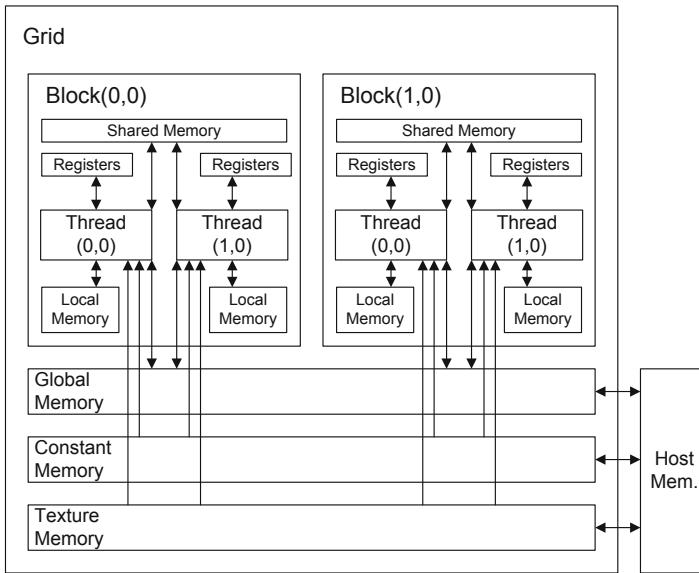 Grid
Block(0,0)
Shared Memory
Registers
Registers
Thread
(0,0)
Thread
(1,0)
Local
Memory
Local
Memory
Block(1,0)
Shared Memory
Registers
Registers
Thread
(0,0)
Thread
(1,0)
Local
Memory
Local
Memory
Global
Memory
Constant
Memory
Texture
Memory
Host
Mem.